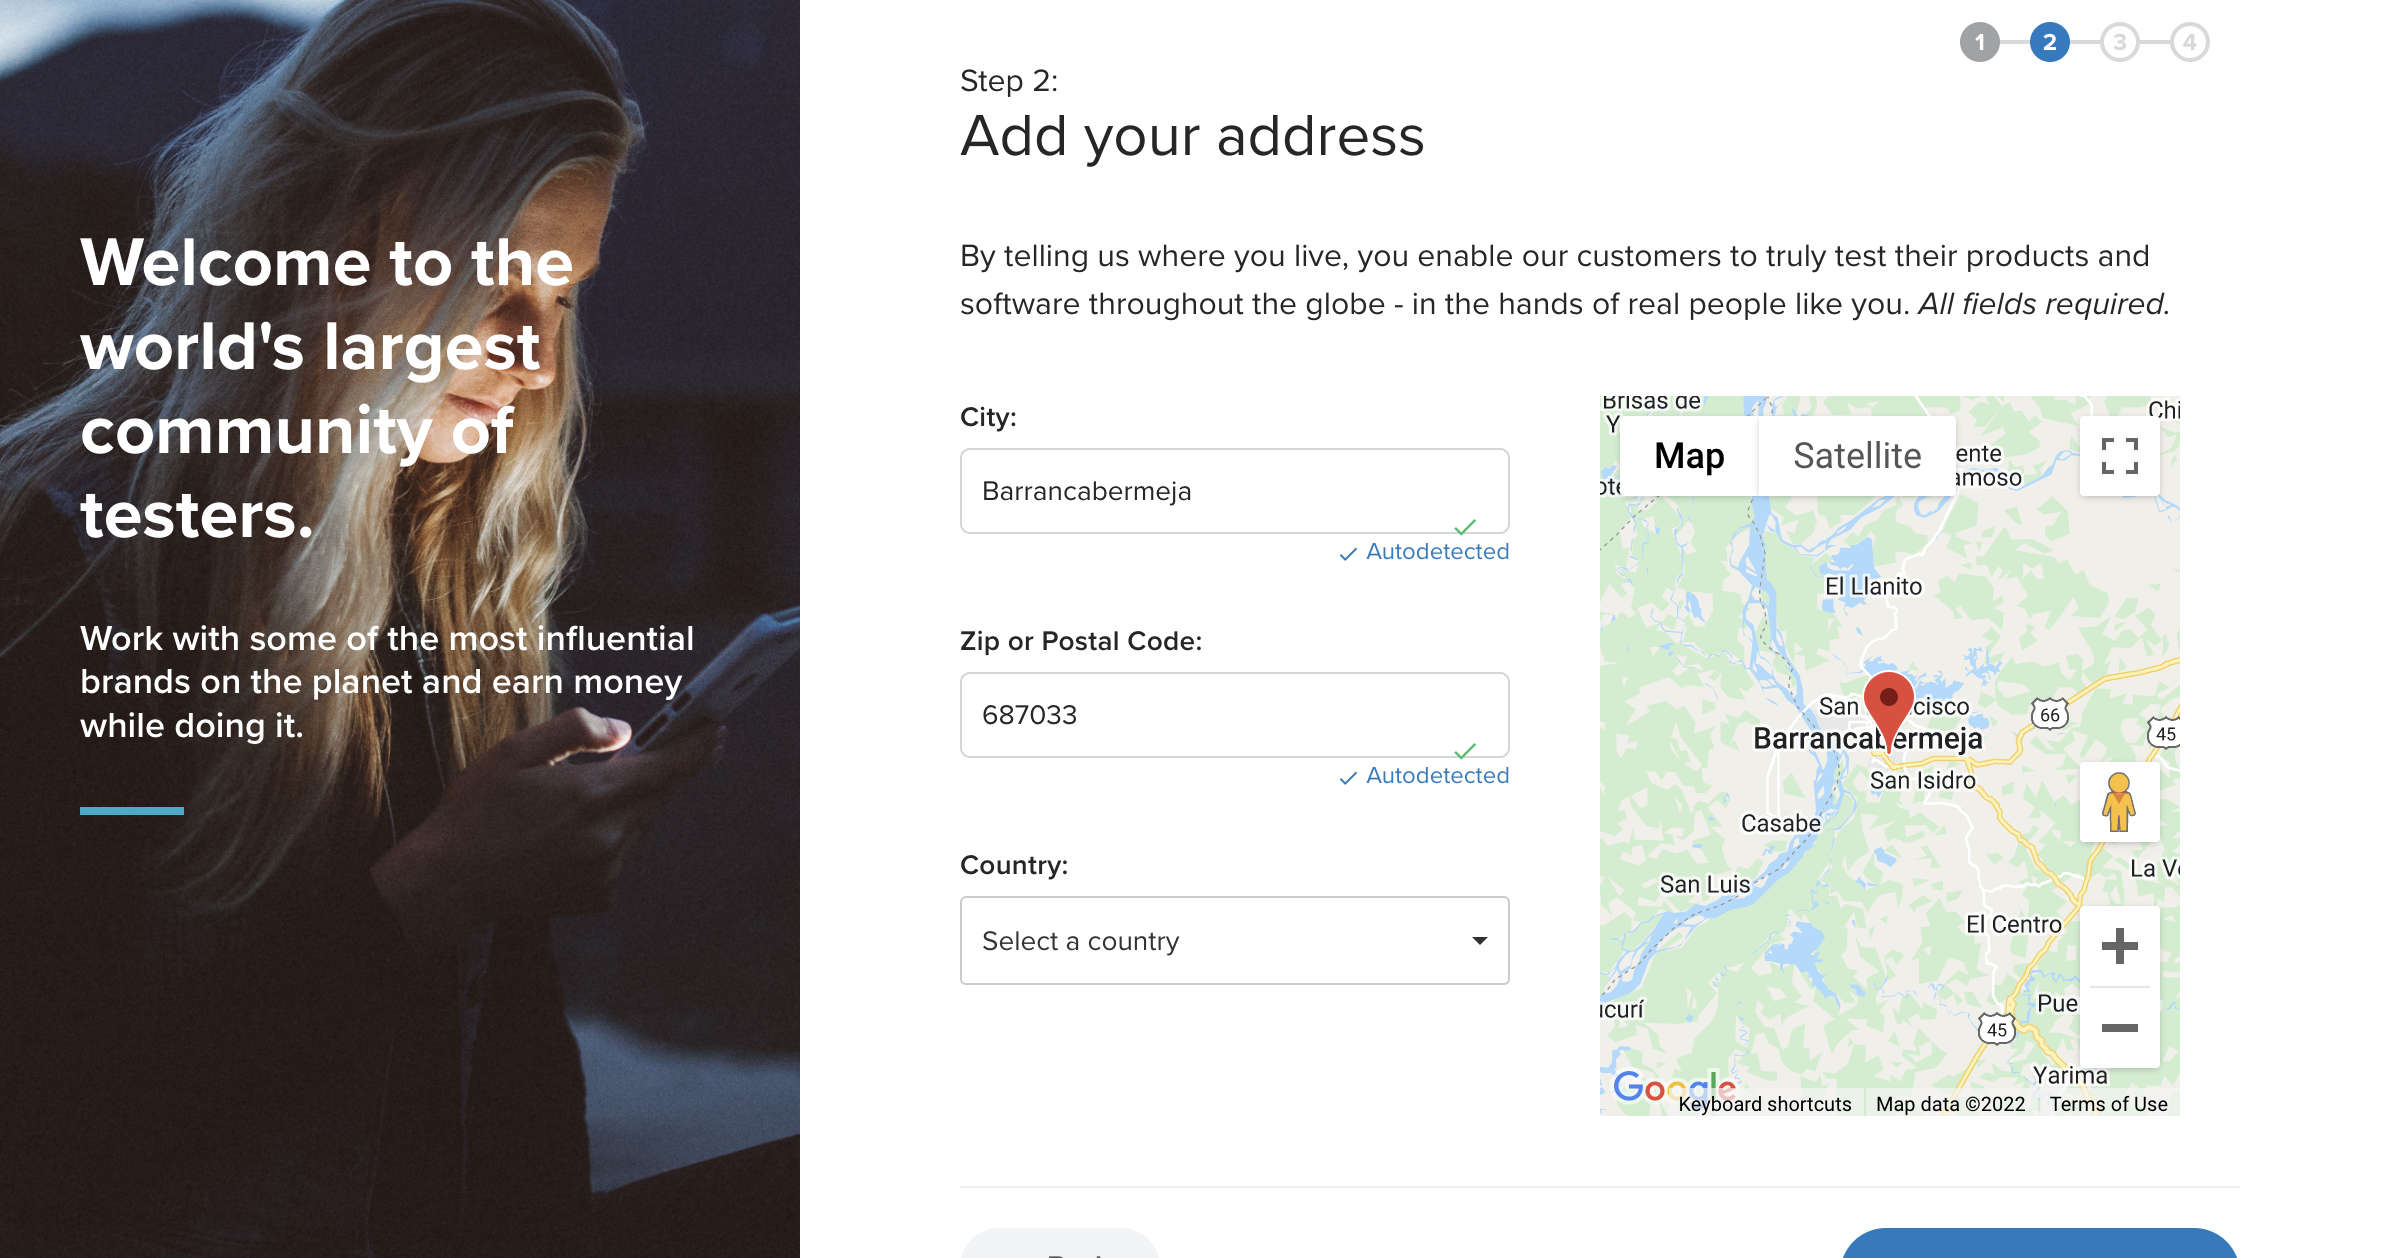 Welcome to the
world's largest
community of
testers.
Work with some of the most influential
brands on the planet and earn money
while doing it.
1 2 3 4
Step 2:
Add your address
By telling us where you live, you enable our customers to truly test their products and
software throughout the globe - in the hands of real people like you. All fields required.
City:
Barrancabermeja
Autodetected
Zip or Postal Code:
687033
Autodetected
Country:
Select a country
Brisas de
Y
Chi
Map
Satellite
ente
amoso
ote
El Llanito
San cisco
66
Barrancabermeja
45
San Isidro
Casabe
La V
San Luis
El Centro
ucurí
Pue
45
Yarima
Google
Keyboard shortcuts
Map data ©2022
Terms of Use